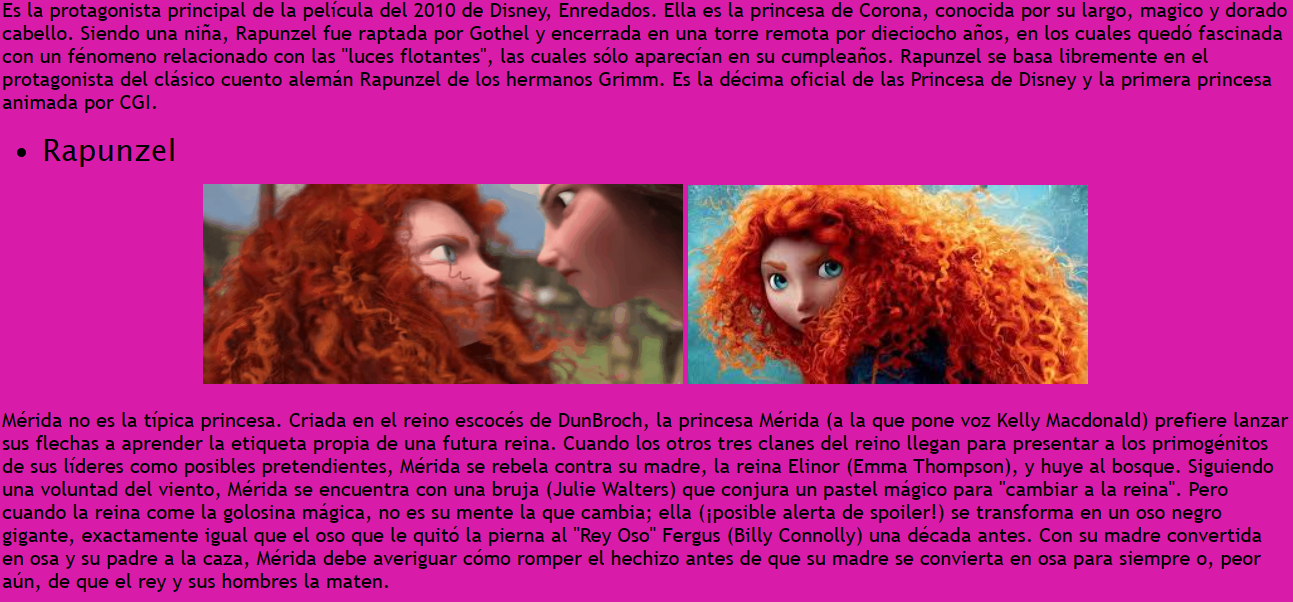 Es la protagonista principal de la película del 2010 de Disney, Enredados. Ella es la princesa de Corona, conocida por su largo, magico y dorado
cabello. Siendo una niña, Rapunzel fue raptada por Gothel y encerrada en una torre remota por dieciocho años, en los cuales quedó fascinada
con un fénomeno relacionado con las "luces flotantes", las cuales sólo aparecían en su cumpleaños. Rapunzel se basa libremente en el
protagonista del clásico cuento alemán Rapunzel de los hermanos Grimm. Es la décima oficial de las Princesa de Disney y la primera princesa
animada por CGI.
• Rapunzel
Mérida no es la típica princesa. Criada en el reino escocés de DunBroch, la princesa Mérida (a la que pone voz Kelly Macdonald) prefiere lanzar
sus flechas a aprender la etiqueta propia de una futura reina. Cuando los otros tres clanes del reino llegan para presentar a los primogénitos
de sus líderes como posibles pretendientes, Mérida se rebela contra su madre, la reina Elinor (Emma Thompson), y huye al bosque. Siguiendo
una voluntad del viento, Mérida se encuentra con una bruja (Julie Walters) que conjura un pastel mágico para "cambiar a la reina". Pero
cuando la reina come la golosina mágica, no es su mente la que cambia; ella (¡posible alerta de spoiler!) se transforma en un oso negro
gigante, exactamente igual que el oso que le quitó la pierna al "Rey Oso" Fergus (Billy Connolly) una década antes. Con su madre convertida
en osa y su padre a la caza, Mérida debe averiguar cómo romper el hechizo antes de que su madre se convierta en osa para siempre o, peor
aún, de que el rey y sus hombres la maten.